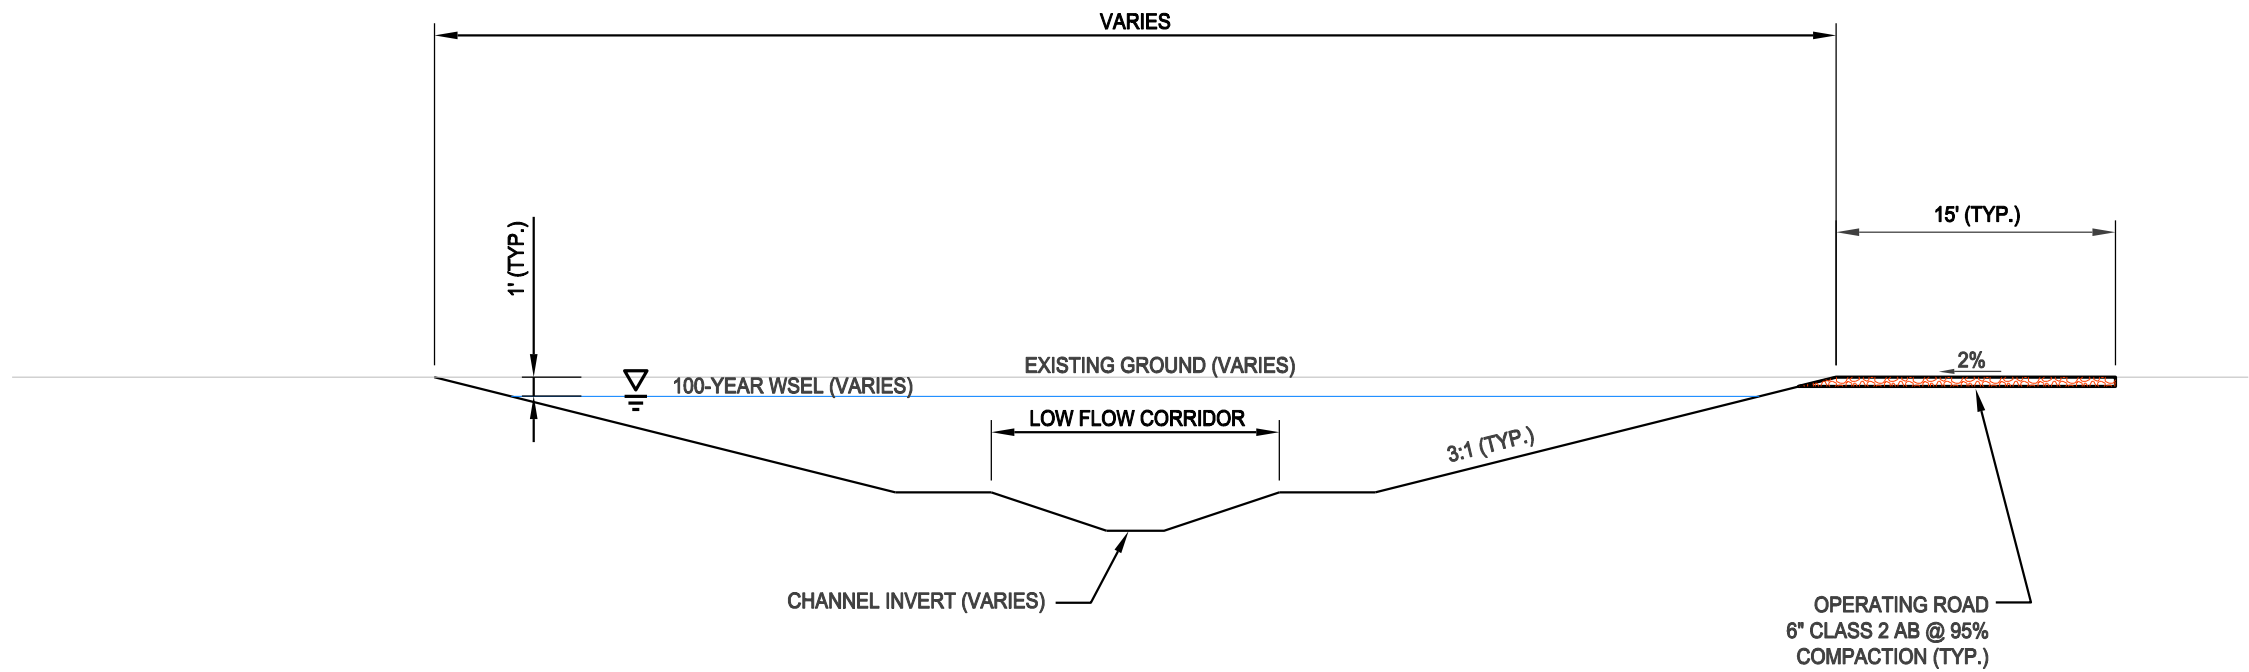 VARIES
15' (TYP.)
1' (TYP.)
EXISTING GROUND (VARIES)
2%
100-YEAR WSEL (VARIES)
LOW FLOW CORRIDOR
3:1 (TYP.)
CHANNEL INVERT (VARIES)
OPERATING ROAD
6" CLASS 2 AB @ 95%
COMPACTION (TYP.)